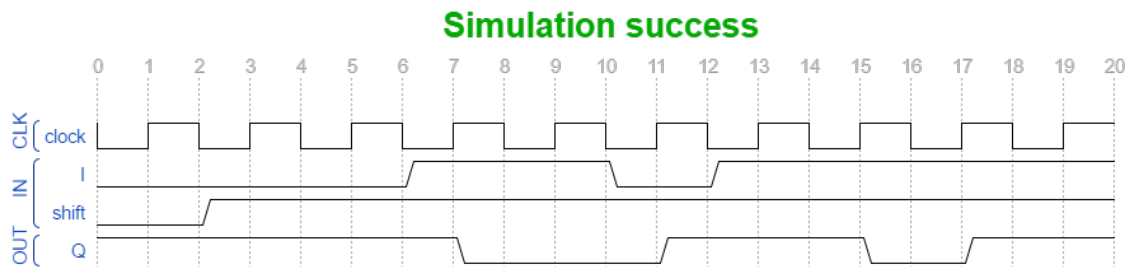 Simulation success
0 1 2 3 4 5 6 7 8 9 10 11 12 13 14 15 16 17 18 19 20
CLK clock
IN I
shift
OUT Q